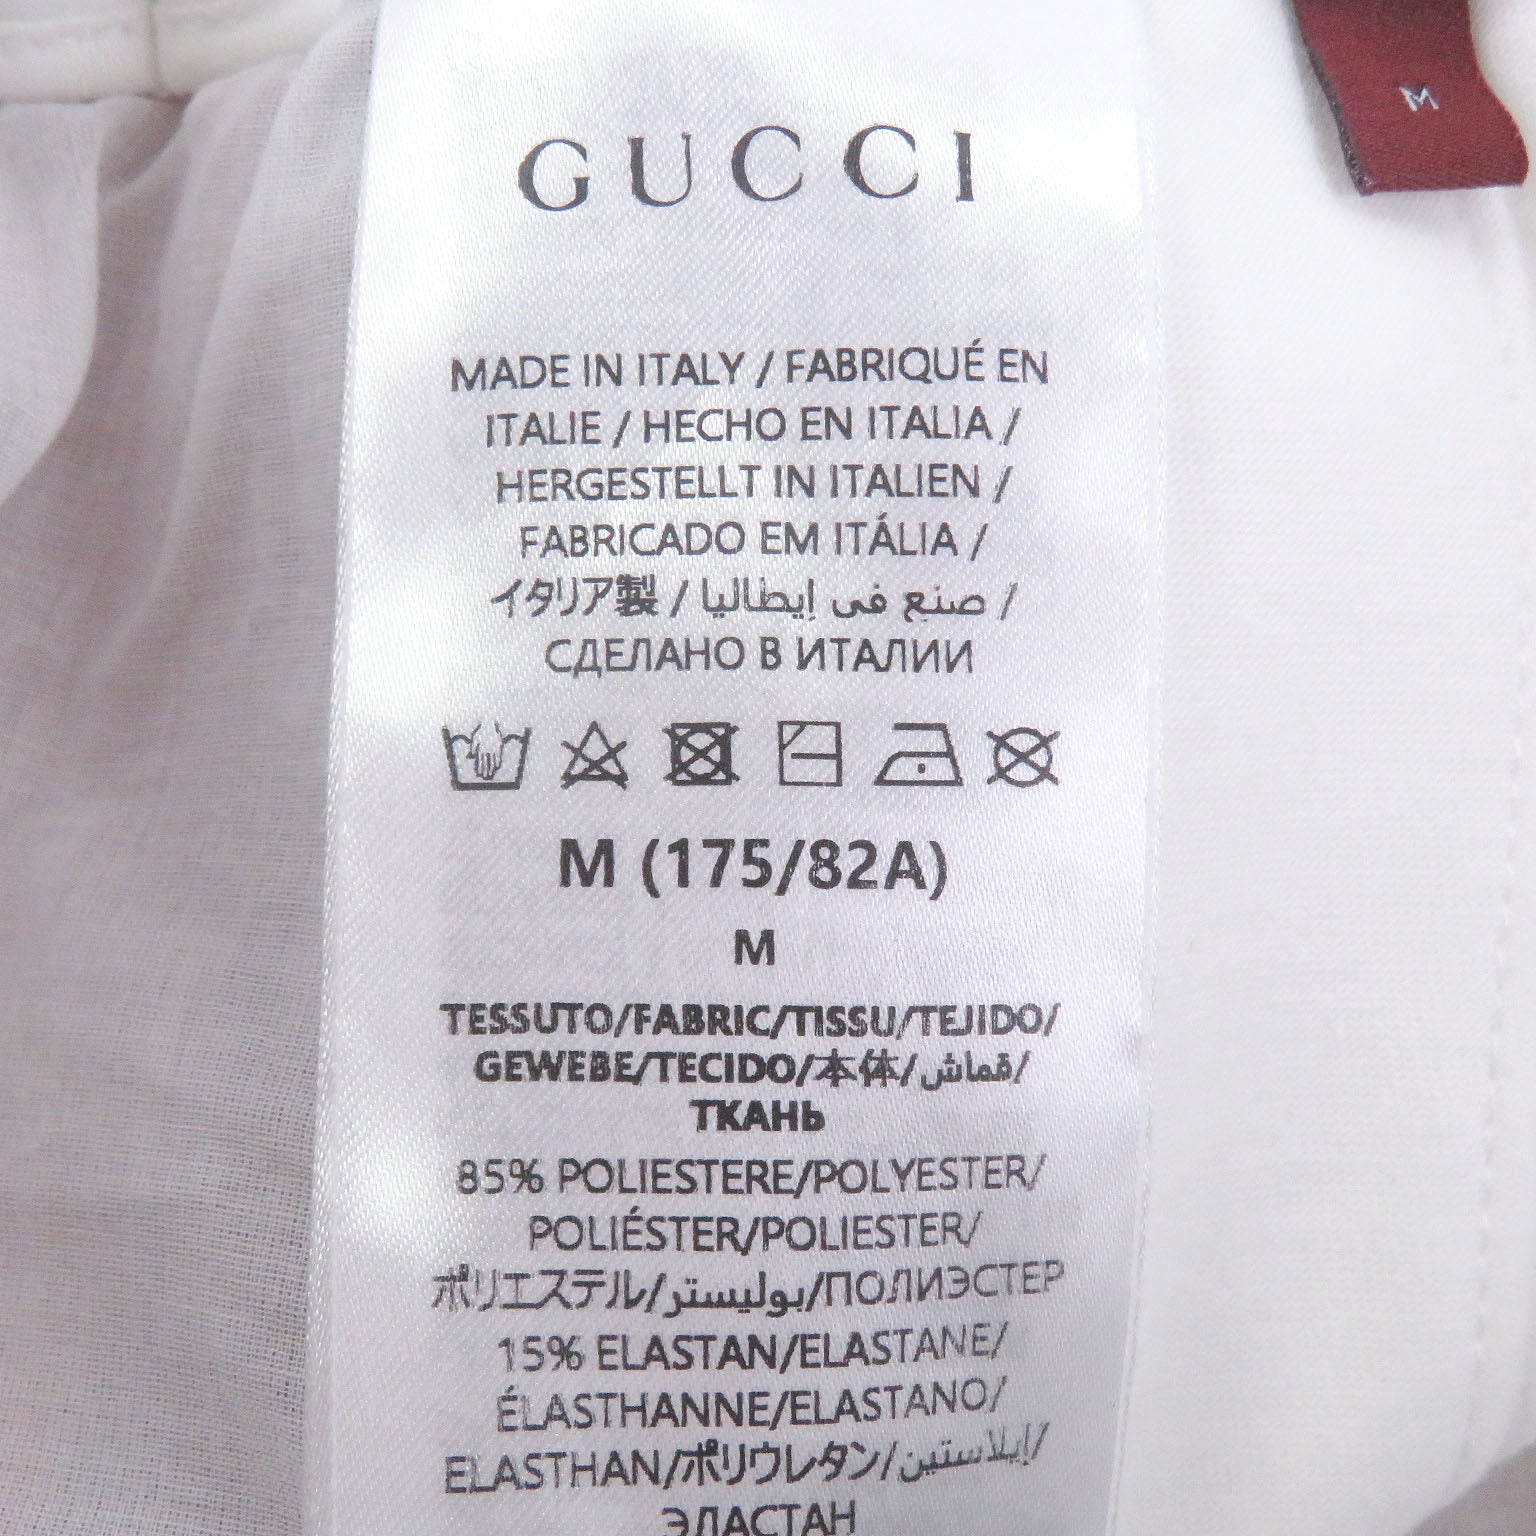 M
GUCCI
MADE IN ITALY / FABRIQUÉ EN
ITALIE / HECHO EN ITALIA /
HERGESTELLT IN ITALIEN /
FABRICADO EM ITÁLIA /
イタリア製 / صنع في إيطاليا /
СДЕЛАНО В ИТАЛИИ
M (175/82A)
M
TESSUTO/FABRIC/TISSU/TEJIDO/
GEWEBE/TECIDO/本体/قماش/
ТКАНЬ
85% POLIESTERE/POLYESTER/
POLIÉSTER/POLIESTER/
ポリエステル/بوليستر/ПОЛИЭСТЕР
15% ELASTAN/ELASTANE/
ÉLASTHANNE/ELASTANO/
ELASTHAN/ポリウレタン/إيلاستين/
ЭЛАСТАН